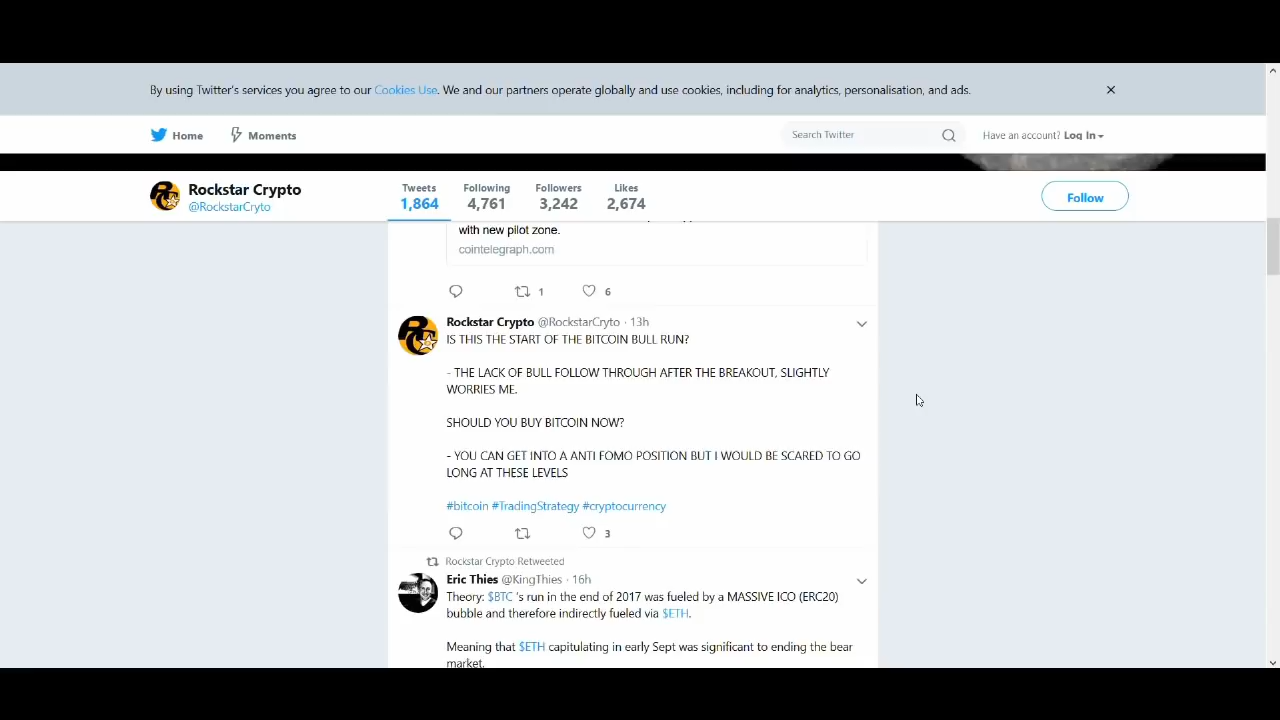 By using Twitter's services you agree to our Cookies Use. We and our partners operate globally and use cookies, including for analytics, personalisation, and ads.
Home Moments Search Twitter Have an account? Log In
Rockstar Crypto
@RockstarCryto
Tweets Following Followers Likes
1,864 4,761 3,242 2,674
Follow
with new pilot zone.
cointelegraph.com
1 6
Rockstar Crypto @RockstarCryto · 13h
IS THIS THE START OF THE BITCOIN BULL RUN?
- THE LACK OF BULL FOLLOW THROUGH AFTER THE BREAKOUT, SLIGHTLY
WORRIES ME.
SHOULD YOU BUY BITCOIN NOW?
- YOU CAN GET INTO A ANTI FOMO POSITION BUT I WOULD BE SCARED TO GO
LONG AT THESE LEVELS
#bitcoin #TradingStrategy #cryptocurrency
3
Rockstar Crypto Retweeted
Eric Thies @KingThies · 16h
Theory: $BTC 's run in the end of 2017 was fueled by a MASSIVE ICO (ERC20)
bubble and therefore indirectly fueled via $ETH.
Meaning that $ETH capitulating in early Sept was significant to ending the bear
market.